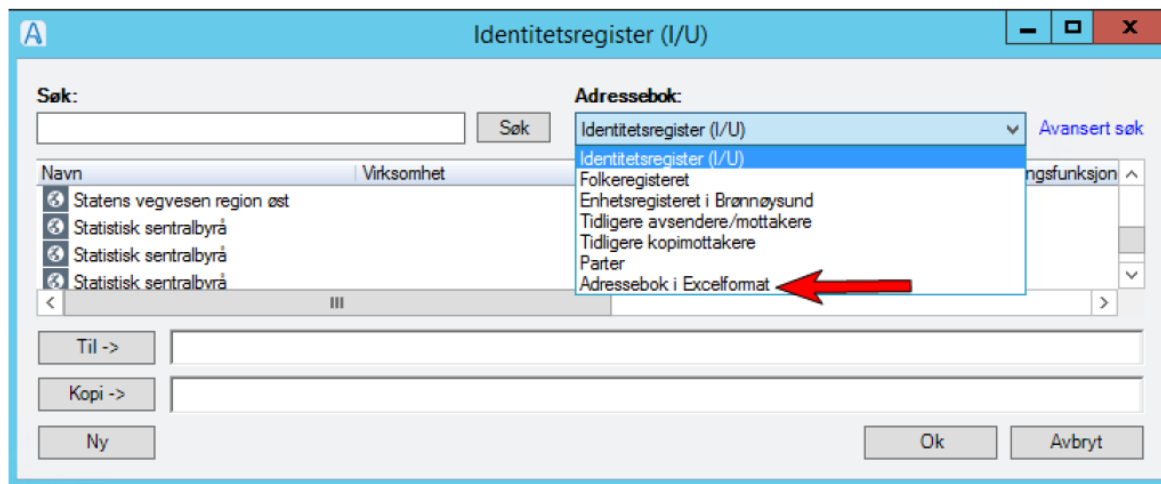 A
Identitetsregister (I/U)
Søk: Adressebok:
Søk Identitetsregister (I/U) Avansert søk
Identitetsregister (I/U)
Navn Virksomhet ngsfunksjon
Folkeregisteret
Statens vegvesen region øst
Enhetsregisteret i Brønnøysund
Statistisk sentralbyrå
Tidligere avsendere/mottakere
Tidligere kopimottakere
Statistisk sentralbyrå
Parter
Statistisk sentralbyrå
Adressebok i Excelformat
Til ->
Kopi ->
Ny Ok Avbryt